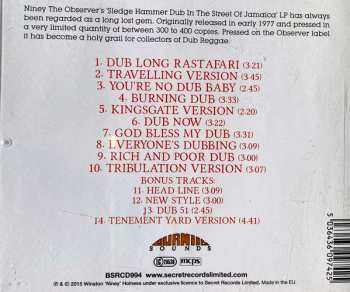 Niney The Observer's 'Sledge Hammer Dub In The Street Of Jamaica' LP has always
been regarded as a long lost gem. Originally released in early 1977 and pressed in
a very limited quantity of between 300 to 400 copies. Pressed on the Observer label
it has become a holy grail for collectors of Dub Reggae.
1. DUB LONG RASTAFARI (3:21)
2. TRAVELLING VERSION (3:45)
3. YOU'RE NO DUB BABY (2:45)
4. BURNING DUB (3:33)
5. KINGSGATE VERSION (2:20)
6. DUB NOW (3:22)
7. GOD BLESS MY DUB (3:31)
8. EVERYONE'S DUBBING (3:09)
9. RICH AND POOR DUB (3:00)
10. TRIBULATION VERSION (3:07)
BONUS TRACKS:
11. HEAD LINE (3:09)
12. NEW STYLE (3:00)
13. DUB 51 (2:45)
14. TENEMENT YARD VERSION (4:41)
BURNING
SOUNDS
mcps
BSRCD994 www.secretrecordslimited.com
℗ & © 2015 Winston 'Niney' Holness under exclusive licence to Secret Records Limited. Made in the EU.
5 036436 097425